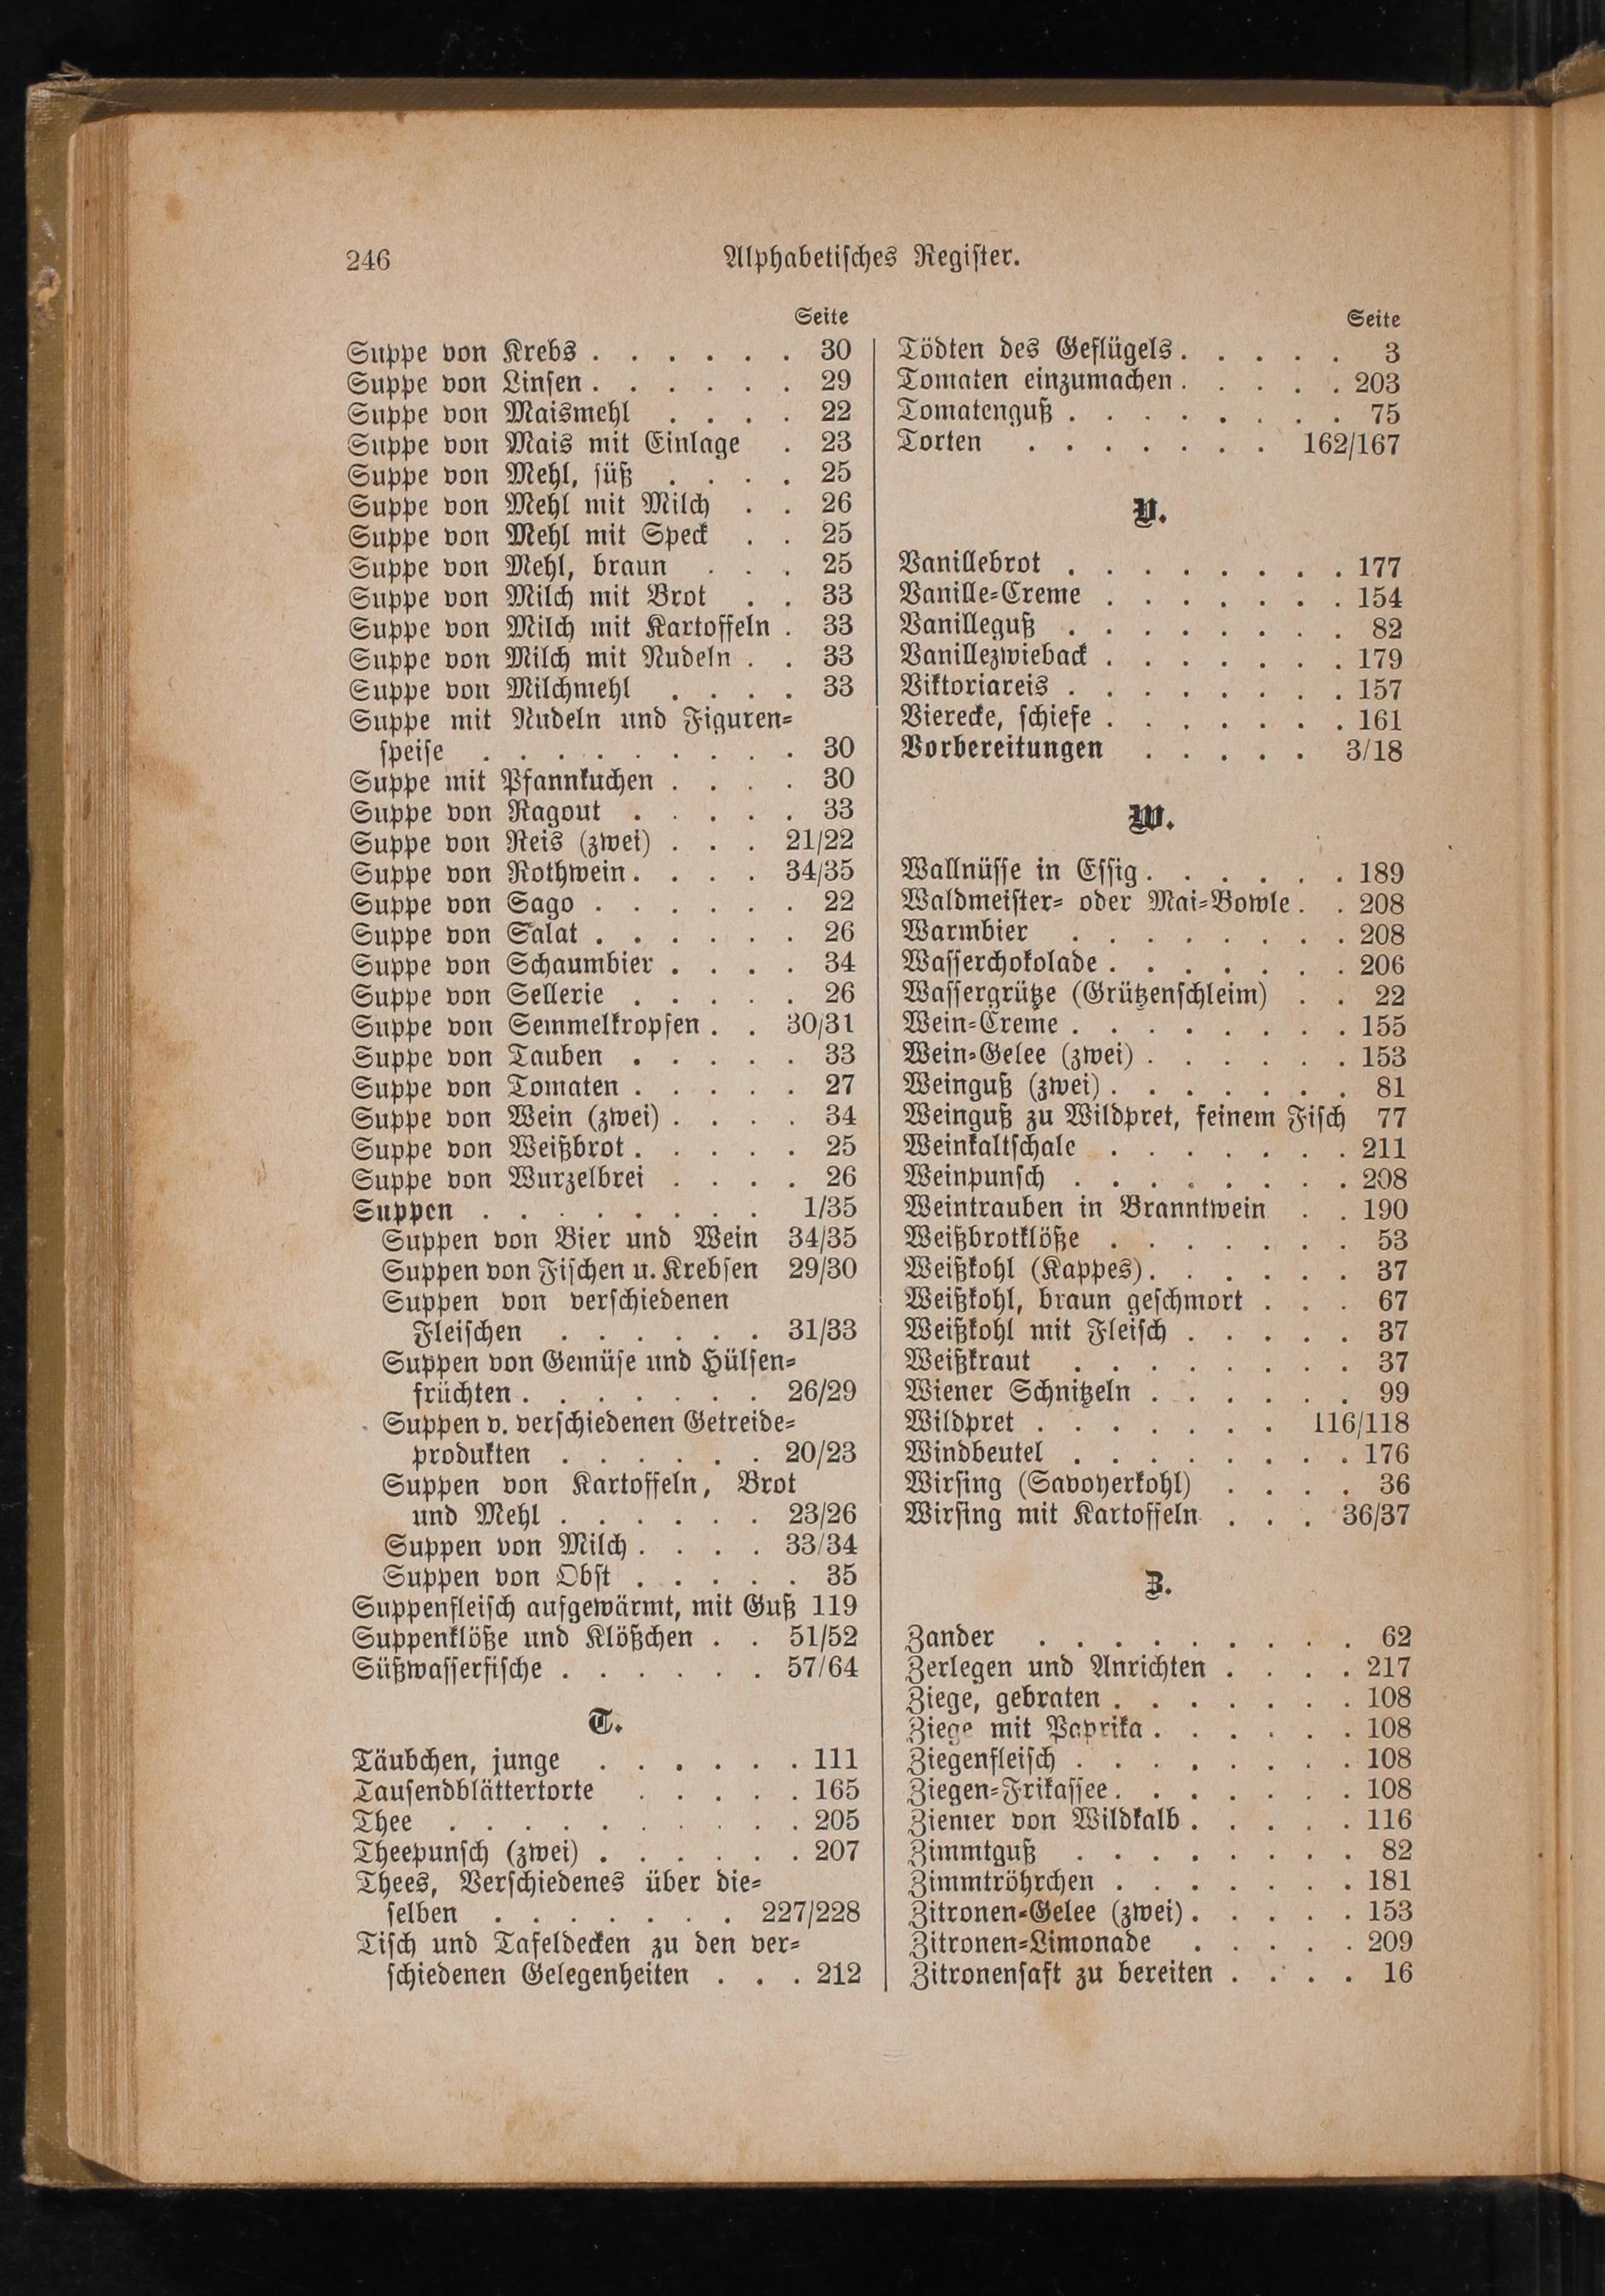 246 Alphabetisches Register.
Seite
Suppe von Krebs . . . . . . 30
Suppe von Linsen . . . . . . 29
Suppe von Maismehl . . . . 22
Suppe von Mais mit Einlage . 23
Suppe von Mehl, süß . . . . 25
Suppe von Mehl mit Milch . . 26
Suppe von Mehl mit Speck . . 25
Suppe von Mehl, braun . . . 25
Suppe von Milch mit Brot . . 33
Suppe von Milch mit Kartoffeln . 33
Suppe von Milch mit Nudeln . . 33
Suppe von Milchmehl . . . . 33
Suppe mit Nudeln und Figuren-
speise . . . . . . . . . 30
Suppe mit Pfannkuchen . . . . 30
Suppe von Ragout . . . . . 33
Suppe von Reis (zwei) . . . 21/22
Suppe von Rothwein . . . . 34/35
Suppe von Sago . . . . . . 22
Suppe von Salat . . . . . . 26
Suppe von Schaumbier . . . . 34
Suppe von Sellerie . . . . . 26
Suppe von Semmelkropfen . . 30/31
Suppe von Tauben . . . . . 33
Suppe von Tomaten . . . . . 27
Suppe von Wein (zwei) . . . . 34
Suppe von Weißbrot . . . . . 25
Suppe von Wurzelbrei . . . . 26
Suppen . . . . . . . . 1/35
Suppen von Bier und Wein 34/35
Suppen von Fischen u. Krebsen 29/30
Suppen von verschiedenen
Fleischen . . . . . . 31/33
Suppen von Gemüse und Hülsen-
früchten . . . . . . . 26/29
Suppen v. verschiedenen Getreide-
produkten . . . . . . 20/23
Suppen von Kartoffeln, Brot
und Mehl . . . . . . 23/26
Suppen von Milch . . . . 33/34
Suppen von Obst . . . . . 35
Suppenfleisch aufgewärmt, mit Guß 119
Suppenklöße und Klößchen . . 51/52
Süßwasserfische . . . . . . 57/64
T.
Täubchen, junge . . . . . . 111
Tausendblättertorte . . . . . 165
Thee . . . . . . . . . . 205
Theepunsch (zwei) . . . . . . 207
Thees, Verschiedenes über die-
selben . . . . . . . 227/228
Tisch und Tafeldecken zu den ver-
schiedenen Gelegenheiten . . . 212
Seite
Tödten des Geflügels . . . . . 3
Tomaten einzumachen . . . . . 203
Tomatenguß . . . . . . . . 75
Torten . . . . . . . 162/167
V.
Vanillebrot . . . . . . . . 177
Vanille-Creme . . . . . . . 154
Vanilleguß . . . . . . . . 82
Vanillezwieback . . . . . . . 179
Viktoriareis . . . . . . . . 157
Vierecke, schiefe . . . . . . . 161
Vorbereitungen . . . . . 3/18
W.
Wallnüsse in Essig . . . . . . 189
Waldmeister- oder Mai-Bowle . . 208
Warmbier . . . . . . . . 208
Wasserchokolade . . . . . . . 206
Wassergrütze (Grützenschleim) . . 22
Wein-Creme . . . . . . . . 155
Wein-Gelee (zwei) . . . . . . 153
Weinguß (zwei) . . . . . . . 81
Weinguß zu Wildpret, feinem Fisch 77
Weinkaltschale . . . . . . . 211
Weinpunsch . . . . . . . . 208
Weintrauben in Branntwein . . 190
Weißbrotklöße . . . . . . . 53
Weißkohl (Kappes) . . . . . . 37
Weißkohl, braun geschmort . . . 67
Weißkohl mit Fleisch . . . . . 37
Weißkraut . . . . . . . . 37
Wiener Schnitzeln . . . . . . 99
Wildpret . . . . . . . 116/118
Windbeutel . . . . . . . . 176
Wirsing (Savoyerkohl) . . . . 36
Wirsing mit Kartoffeln . . . 36/37
Z.
Zander . . . . . . . . . 62
Zerlegen und Anrichten . . . . 217
Ziege, gebraten . . . . . . . 108
Ziege mit Paprika . . . . . . 108
Ziegenfleisch . . . . . . . . 108
Ziegen-Frikassee . . . . . . . 108
Ziemer von Wildkalb . . . . . 116
Zimmtguß . . . . . . . . 82
Zimmtröhrchen . . . . . . . 181
Zitronen-Gelee (zwei) . . . . . 153
Zitronen-Limonade . . . . . 209
Zitronensaft zu bereiten . . . . 16